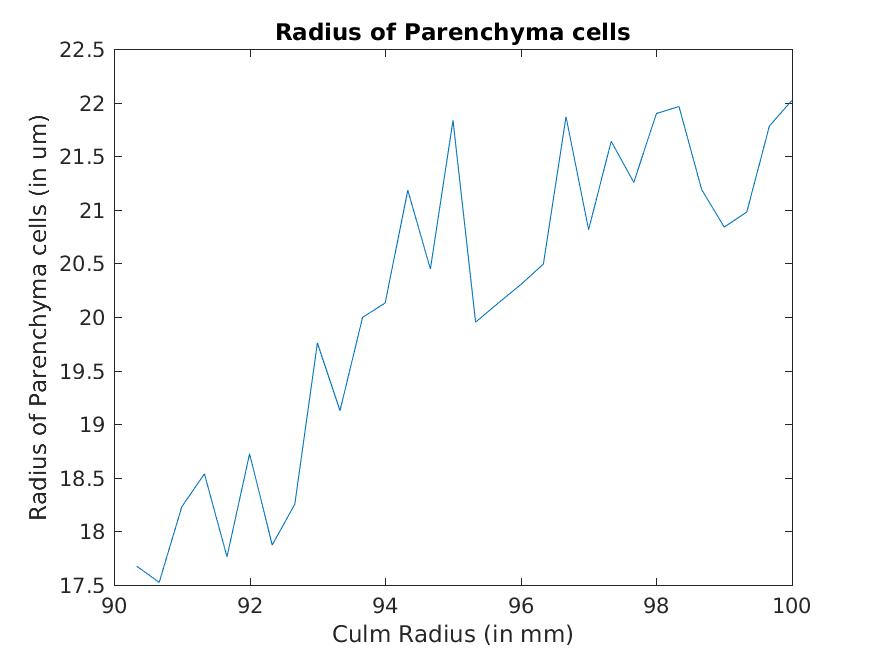 Radius of Parenchyma cells
22.5
22
21.5
21
20.5
20
19.5
19
18.5
18
17.5
Radius of Parenchyma cells (in um)
90 92 94 96 98 100
Culm Radius (in mm)